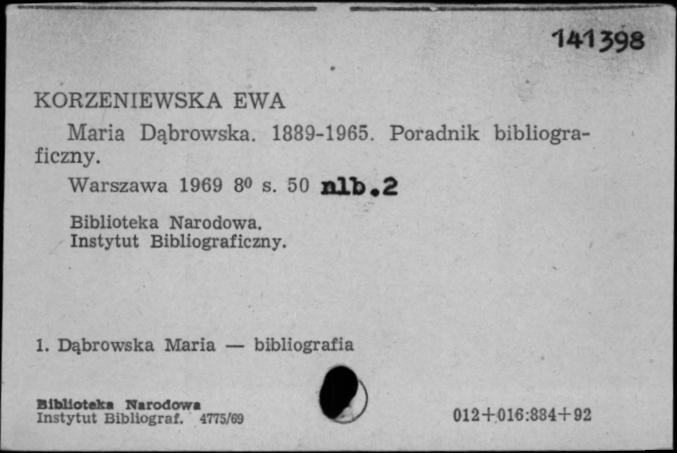 141398
KORZENIEWSKA EWA
Maria Dąbrowska. 1889-1965. Poradnik bibliogra-
ficzny.
Warszawa 1969 8º s. 50 nlb.2
Biblioteka Narodowa.
Instytut Bibliograficzny.
1. Dąbrowska Maria — bibliografia
Biblioteka Narodowa
Instytut Bibliograf. 4775/69
012+016:884+92